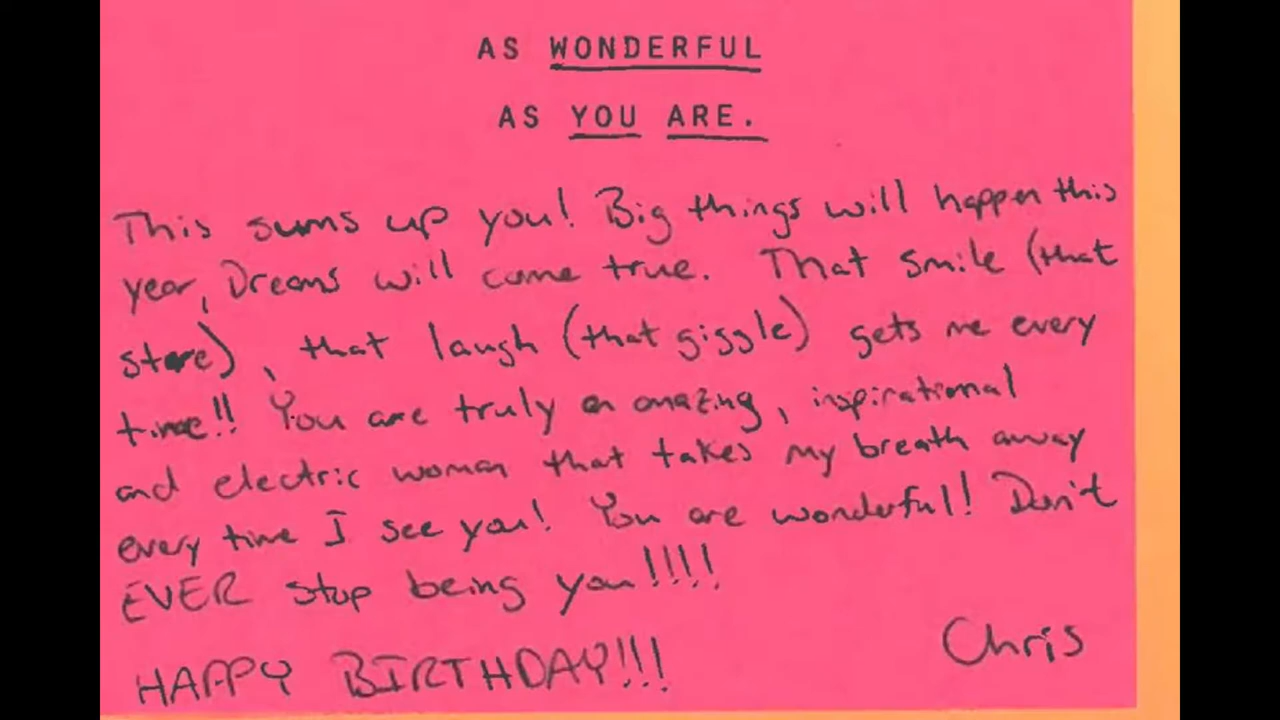 AS WONDERFUL
AS YOU ARE.
This sums up you! Big things will happen this
year, Dreams will come true. That smile (that
stare), that laugh (that giggle) gets me every
time!! You are truly an amazing, inspirational
and electric woman that takes my breath away
every time I see you! You are wonderful! Don't
EVER stop being you!!!!
HAPPY BIRTHDAY!!!
Chris